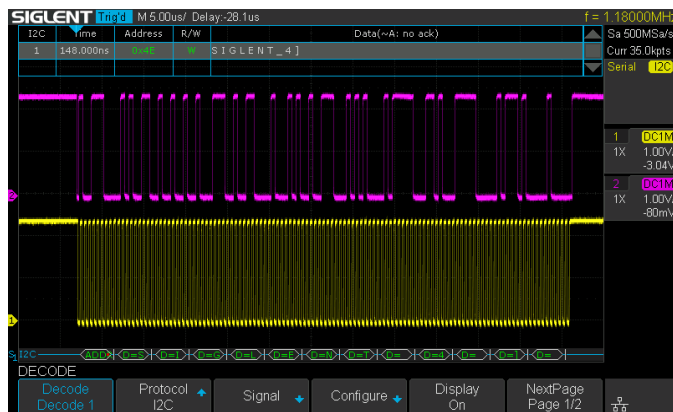 SIGLENT Trig'd M 5.00us/ Delay:-28.1us f = 1.18000MHz
I2C Time Address R/W Data(~A: no ack)
1 148.000ns 0x4E W SIGLENT_4]
Sa 500MSa/s
Curr 35.0kpts
Serial I2C
1 DC1M
1X 1.00V/
-3.04V
2 DC1M
1X 1.00V/
-80mV
2
1
S1 I2C ADD D=S D=I D=G D=L D=E D=N D=T D=_ D=4 D= D=] D=
DECODE
Decode Protocol Signal Configure Display NextPage
Decode 1 I2C On Page 1/2